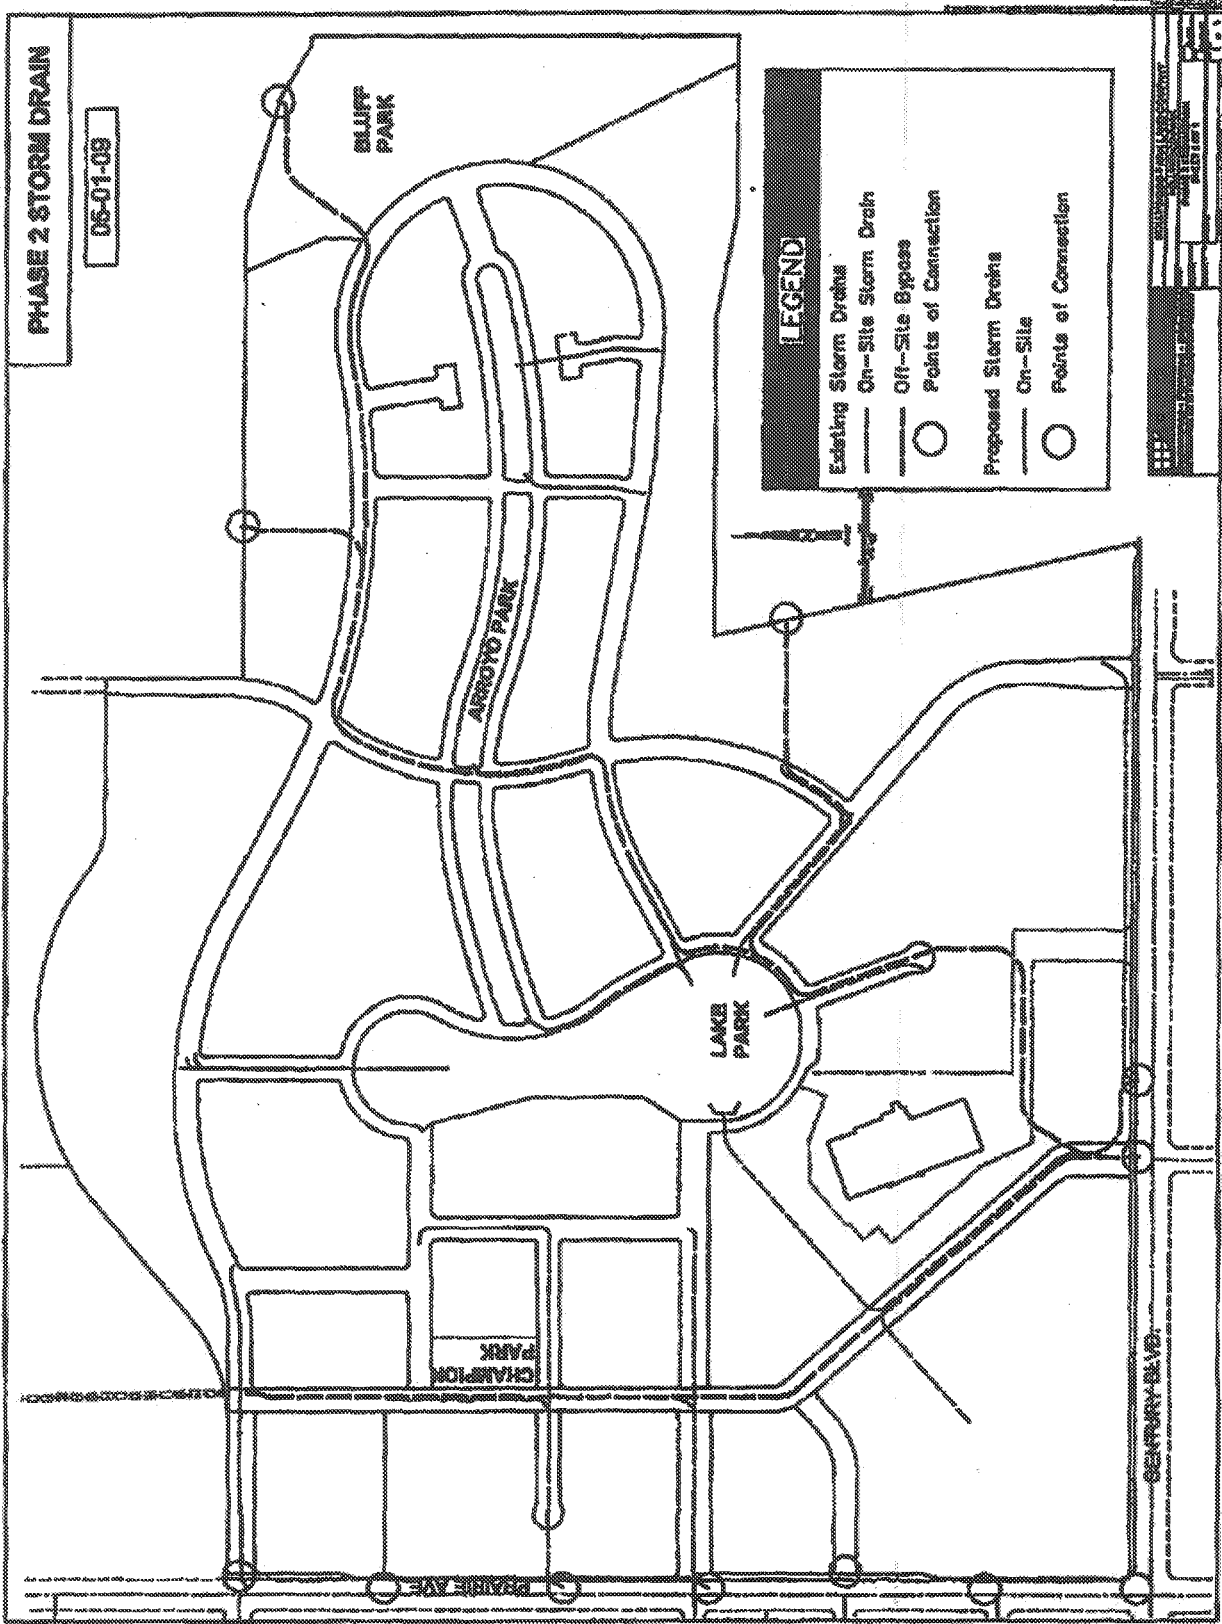 PHASE 2 STORM DRAIN
05-01-09
BLUFF
PARK
ARROYO PARK
LAKE
PARK
CHAMPION
PARK
PRAIRIE AVE
CENTURY BLVD.
LEGEND
Existing Storm Drains
On-Site Storm Drain
Off-Site Bypass
Points of Connection
Proposed Storm Drains
On-Site
Points of Connection